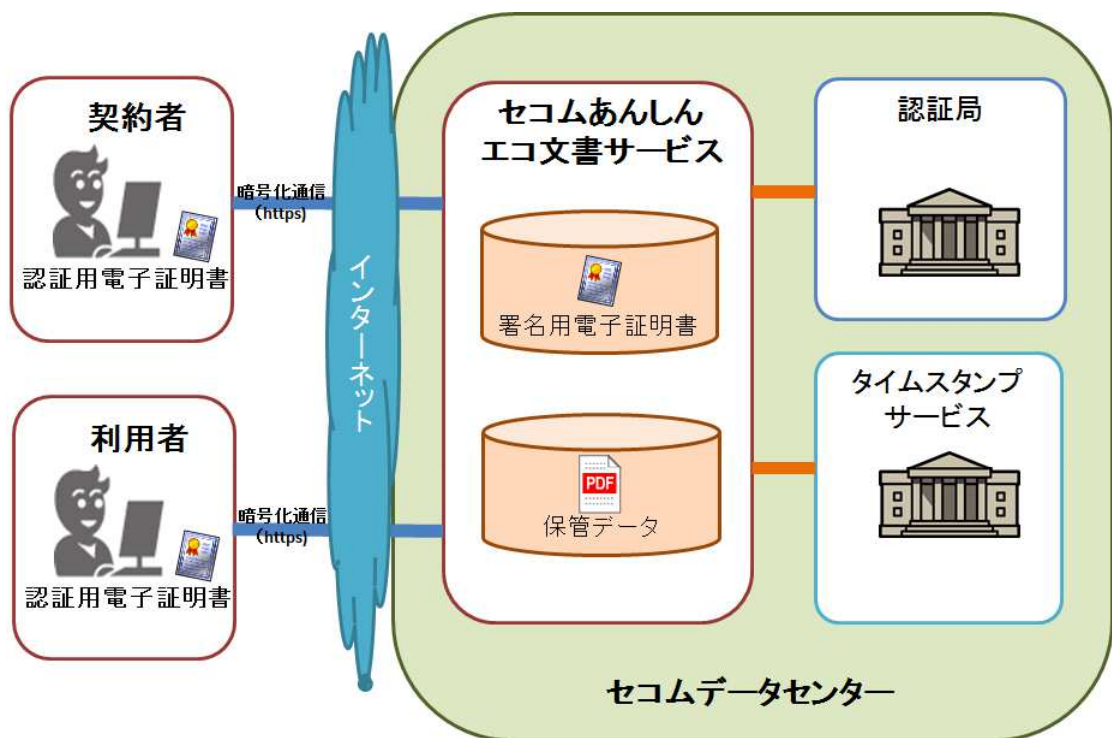 契約者
認証用電子証明書
暗号化通信
(https)
利用者
認証用電子証明書
暗号化通信
(https)
インターネット
セコムあんしん
エコ文書サービス
署名用電子証明書
PDF
保管データ
認証局
タイムスタンプ
サービス
セコムデータセンター